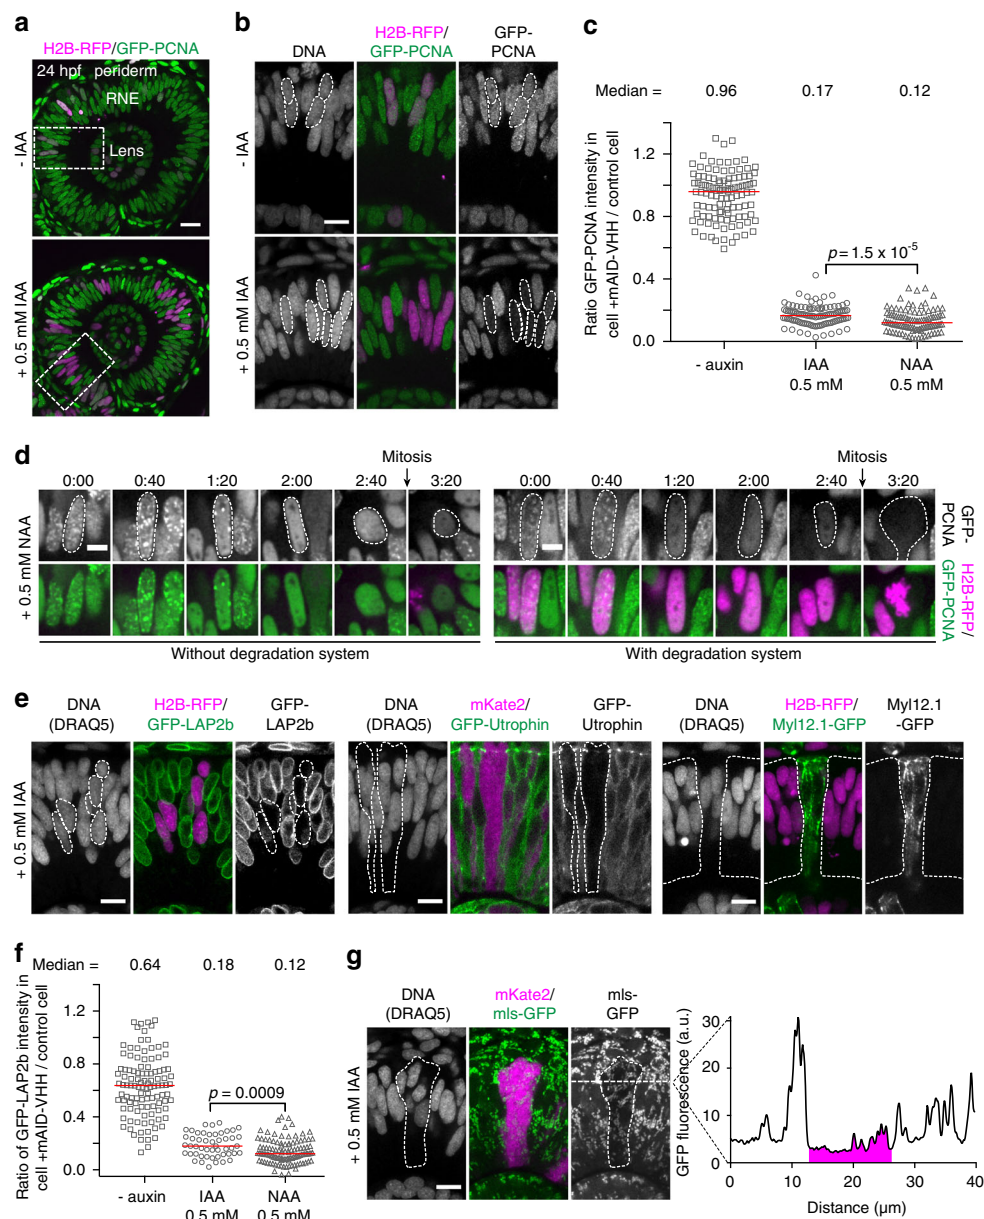 a
H2B-RFP/GFP-PCNA
24 hpf periderm
RNE
Lens
- IAA
+ 0.5 mM IAA
b
DNA
H2B-RFP/
GFP-PCNA
GFP-
PCNA
- IAA
+ 0.5 mM IAA
c
Median = 0.96 0.17 0.12
Ratio GFP-PCNA intensity in
cell +mAID-VHH / control cell
1.2
0.8
0.4
0.0
p = 1.5 x 10-5
- auxin
IAA
0.5 mM
NAA
0.5 mM
d
Mitosis
0:00 0:40 1:20 2:00 2:40 3:20
Mitosis
0:00 0:40 1:20 2:00 2:40 3:20
+ 0.5 mM NAA
GFP-
PCNA
H2B-RFP/
GFP-PCNA
Without degradation system
With degradation system
e
DNA
(DRAQ5)
H2B-RFP/
GFP-LAP2b
GFP-
LAP2b
DNA
(DRAQ5)
mKate2/
GFP-Utrophin
GFP-
Utrophin
DNA
(DRAQ5)
H2B-RFP/
Myl12.1-GFP
Myl12.1
-GFP
+ 0.5 mM IAA
f
Median = 0.64 0.18 0.12
Ratio of GFP-LAP2b intensity in
cell +mAID-VHH / control cell
1.2
0.8
0.4
0.0
p = 0.0009
- auxin
IAA
0.5 mM
NAA
0.5 mM
g
DNA
(DRAQ5)
mKate2/
mls-GFP
mls-
GFP
+ 0.5 mM IAA
GFP fluorescence (a.u.)
30
20
10
0
0 10 20 30 40
Distance (µm)